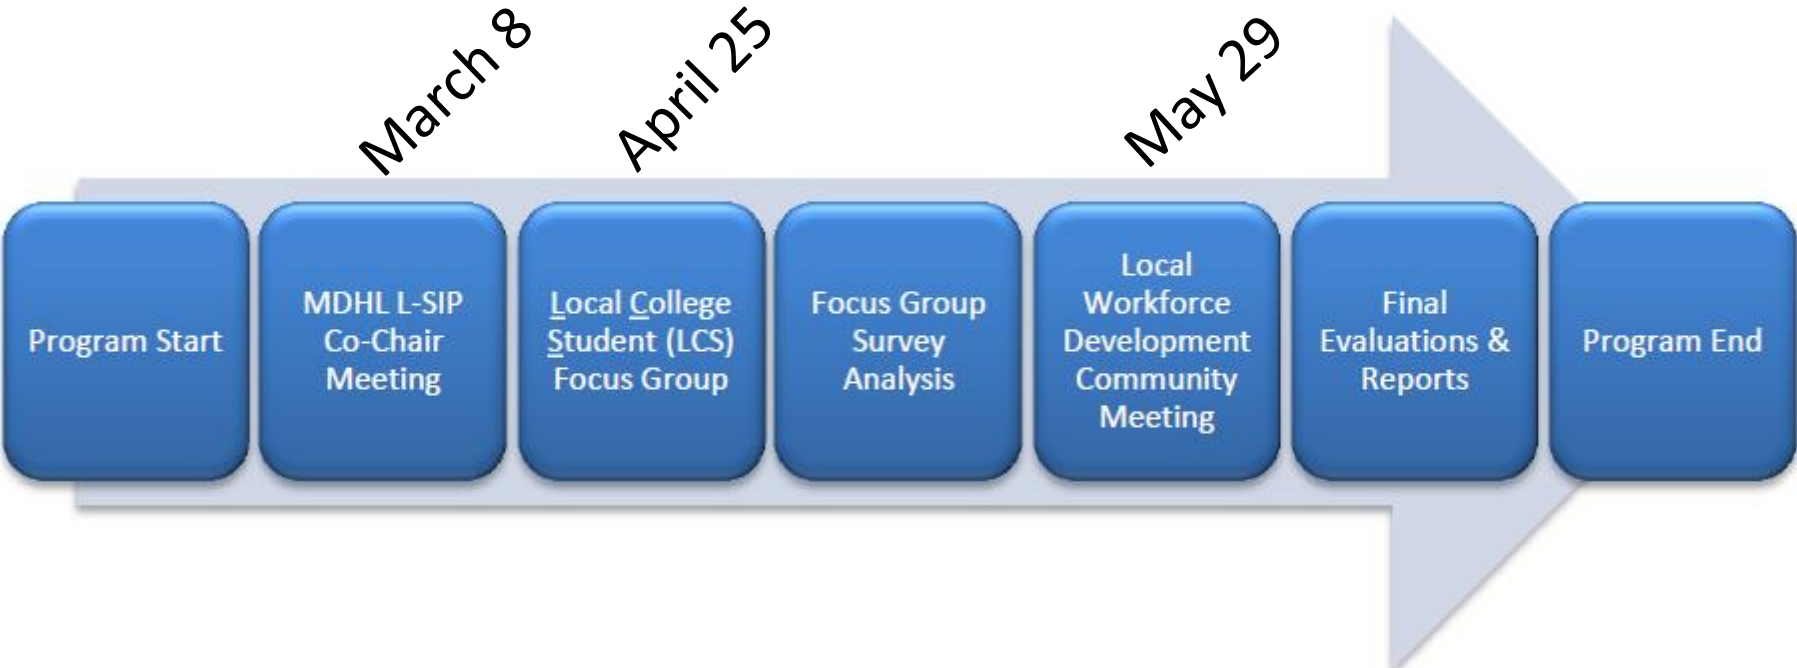 March 8
April 25
May 29
Program Start
MDHL L-SIP
Co-Chair
Meeting
Local College
Student (LCS)
Focus Group
Focus Group
Survey
Analysis
Local
Workforce
Development
Community
Meeting
Final
Evaluations &
Reports
Program End